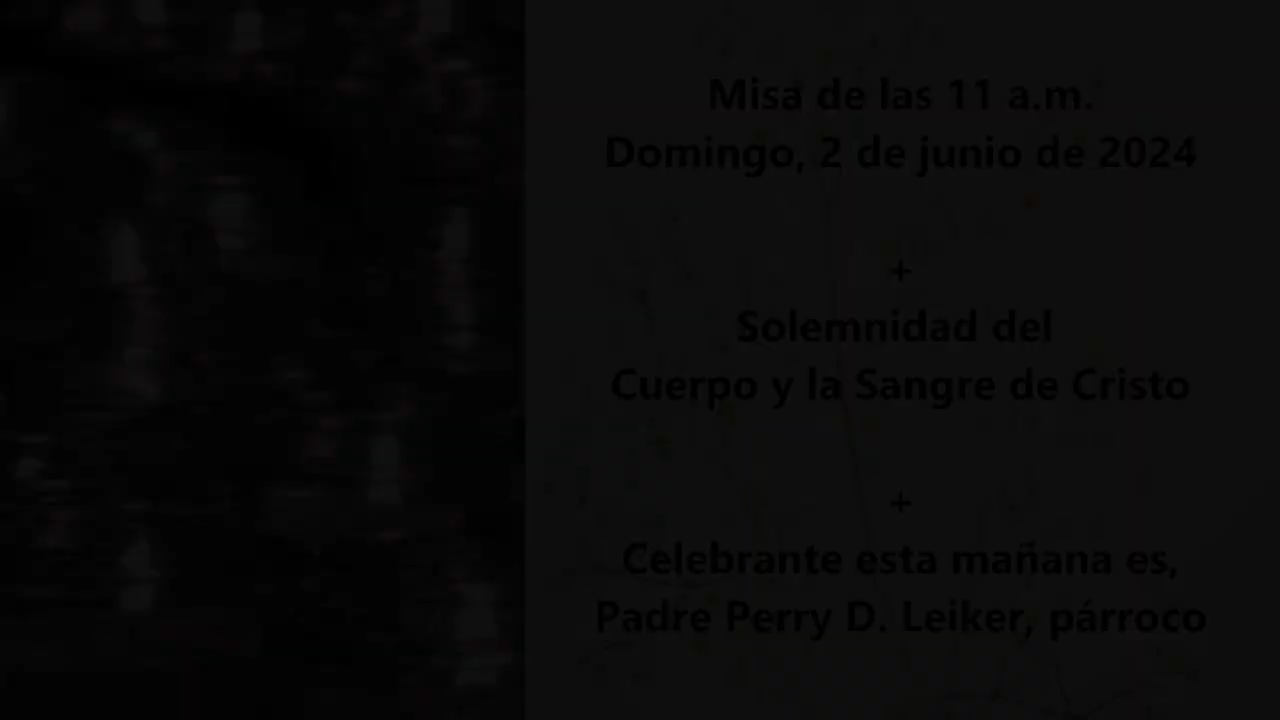 Misa de las 11 a.m.
Domingo, 2 de junio de 2024
+
Solemnidad del
Cuerpo y la Sangre de Cristo
+
Celebrante esta mañana es,
Padre Perry D. Leiker, párroco